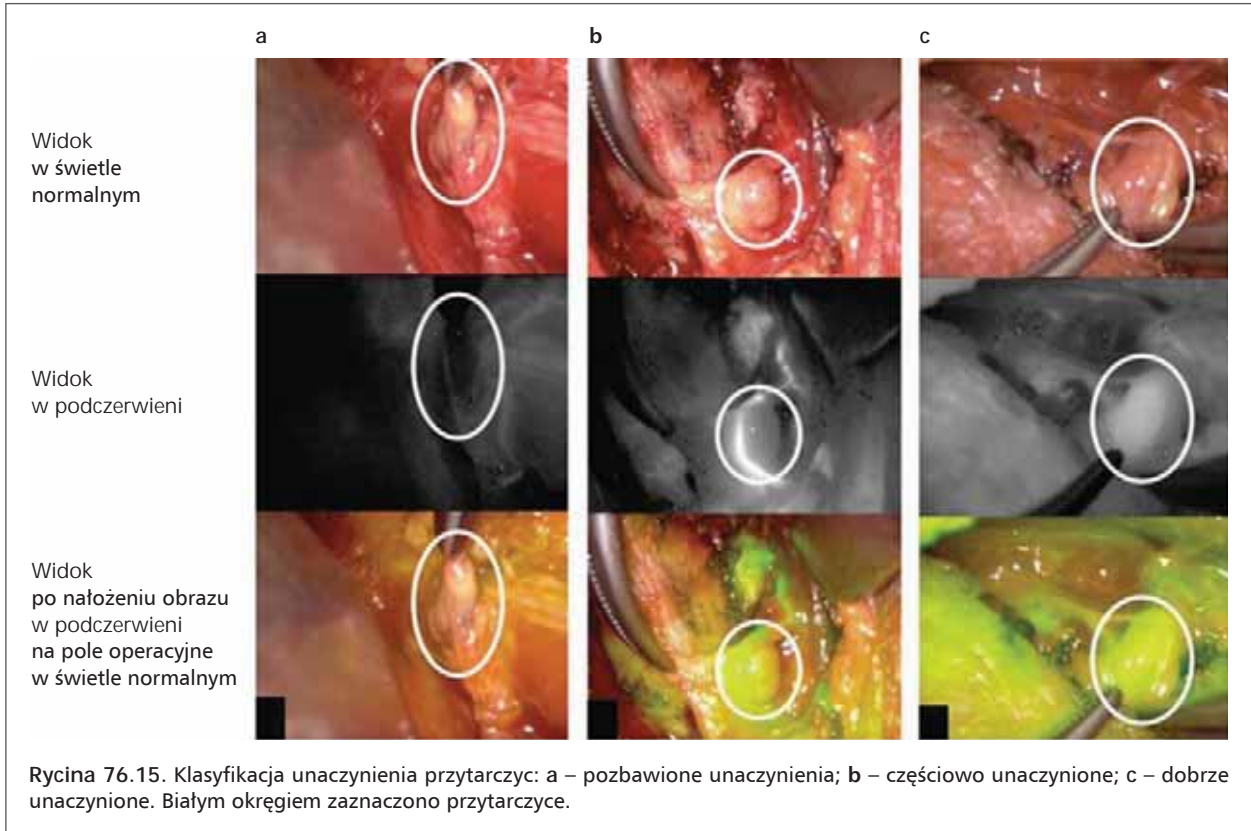 a b c
Widok
w świetle
normalnym
Widok
w podczerwieni
Widok
po nałożeniu obrazu
w podczerwieni
na pole operacyjne
w świetle normalnym
Rycina 76.15. Klasyfikacja unaczynienia przytarczyc: a – pozbawione unaczynienia; b – częściowo unaczynione; c – dobrze
unaczynione. Białym okręgiem zaznaczono przytarczyce.